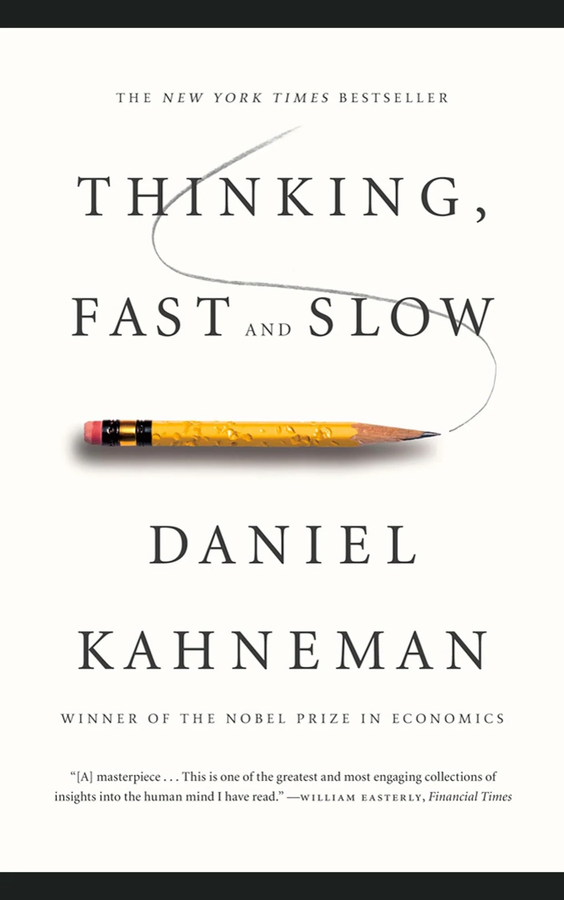 THE NEW YORK TIMES BESTSELLER
THINKING,
FAST AND SLOW
DANIEL
KAHNEMAN
WINNER OF THE NOBEL PRIZE IN ECONOMICS
“[A] masterpiece . . . This is one of the greatest and most engaging collections of
insights into the human mind I have read.” —WILLIAM EASTERLY, Financial Times